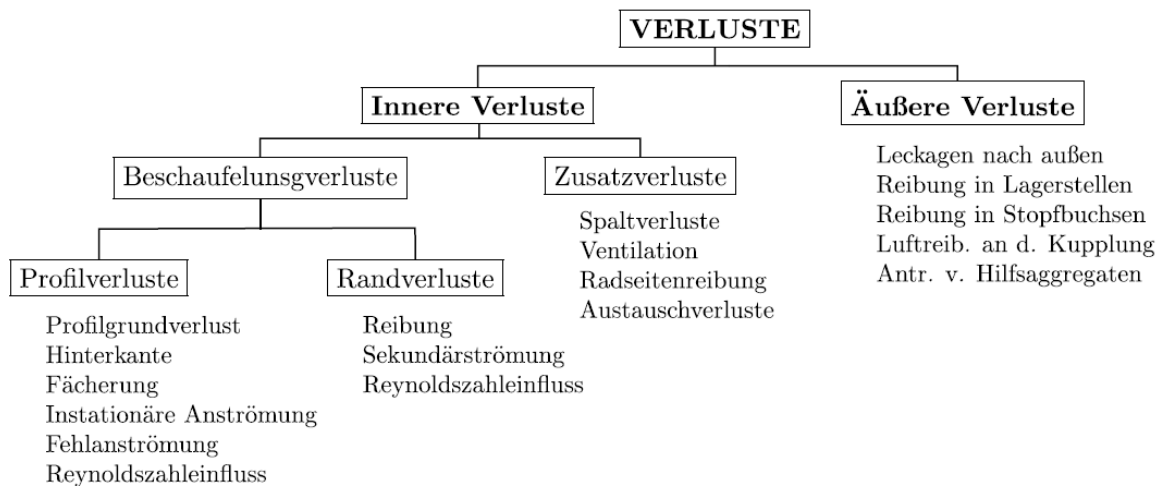 VERLUSTE
Innere Verluste
Äußere Verluste
Beschaufelunsgverluste
Zusatzverluste
Leckagen nach außen
Reibung in Lagerstellen
Reibung in Stopfbuchsen
Luftreib. an d. Kupplung
Antr. v. Hilfsaggregaten
Spaltverluste
Ventilation
Radseitenreibung
Austauschverluste
Profilverluste
Randverluste
Profilgrundverlust
Hinterkante
Fächerung
Instationäre Anströmung
Fehlanströmung
Reynoldszahleinfluss
Reibung
Sekundärströmung
Reynoldszahleinfluss